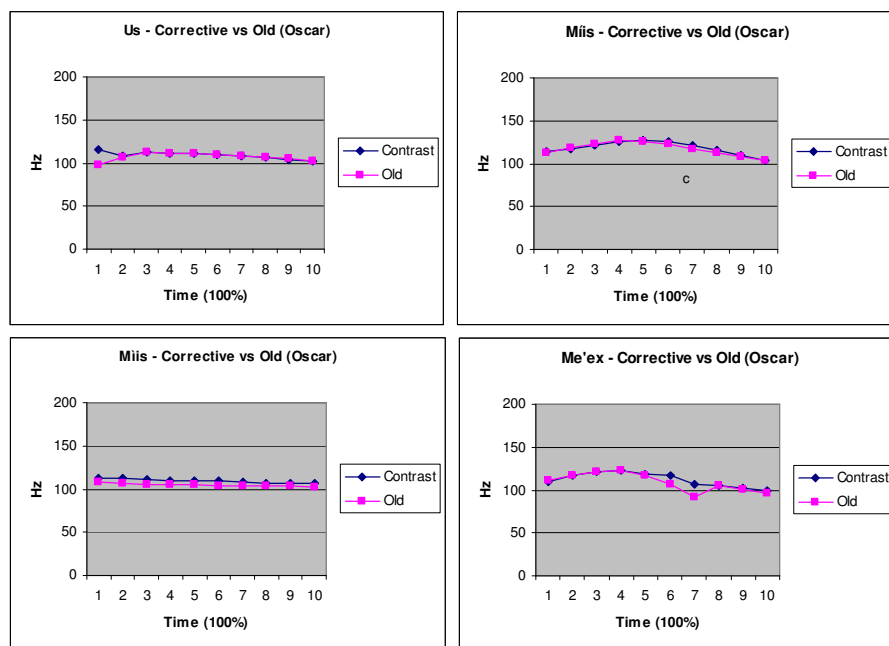 Us - Corrective vs Old (Oscar)
200
150
100
50
0
Hz
1 2 3 4 5 6 7 8 9 10
Time (100%)
Contrast
Old
Míis - Corrective vs Old (Oscar)
200
150
100
50
0
Hz
c
1 2 3 4 5 6 7 8 9 10
Time (100%)
Contrast
Old
Mìis - Corrective vs Old (Oscar)
200
150
100
50
0
Hz
1 2 3 4 5 6 7 8 9 10
Time (100%)
Contrast
Old
Me'ex - Corrective vs Old (Oscar)
200
150
100
50
0
Hz
1 2 3 4 5 6 7 8 9 10
Time (100%)
Contrast
Old